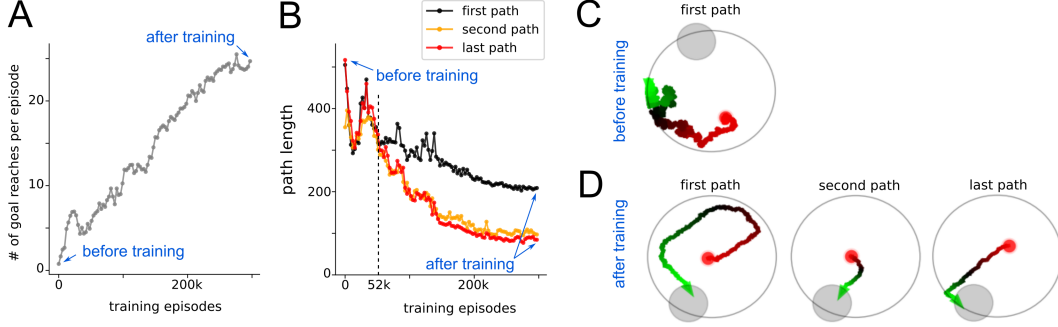 A
# of goal reaches per episode
20
10
0
after training
before training
0
200k
training episodes
B
first path
second path
last path
path length
400
200
0
before training
after training
0
52k
200k
training episodes
C
before training
first path
D
after training
first path
second path
last path